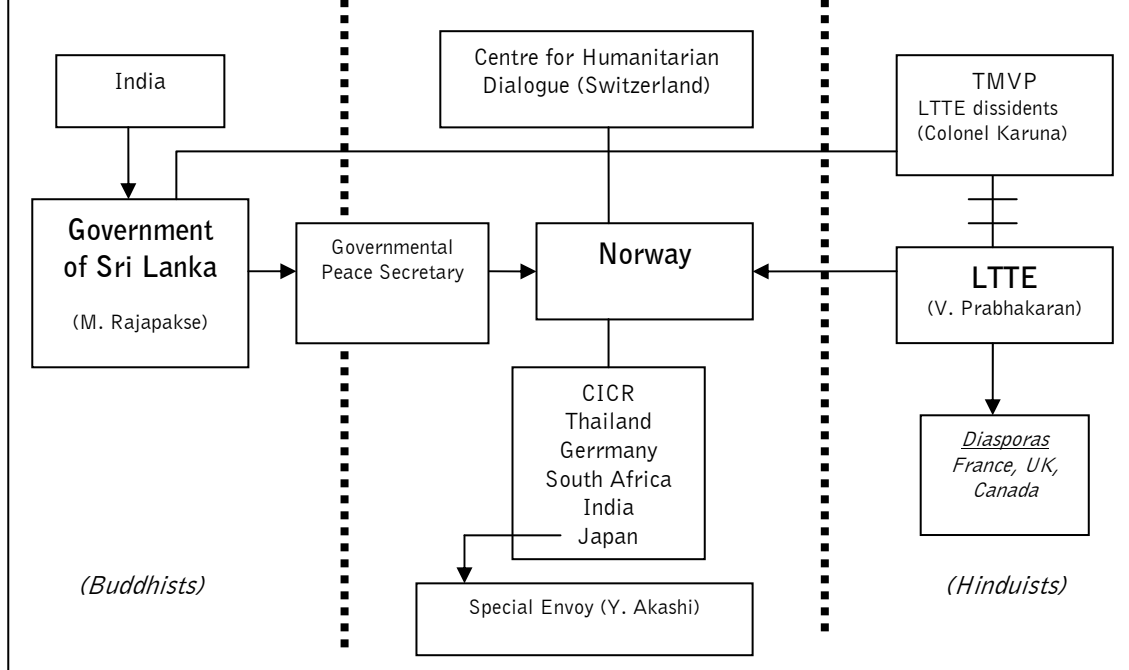 India
Centre for Humanitarian
Dialogue (Switzerland)
TMVP
LTTE dissidents
(Colonel Karuna)
Government
of Sri Lanka
(M. Rajapakse)
Governmental
Peace Secretary
Norway
LTTE
(V. Prabhakaran)
CICR
Thailand
Gerrmany
South Africa
India
Japan
Diasporas
France, UK,
Canada
(Buddhists)
Special Envoy (Y. Akashi)
(Hinduists)